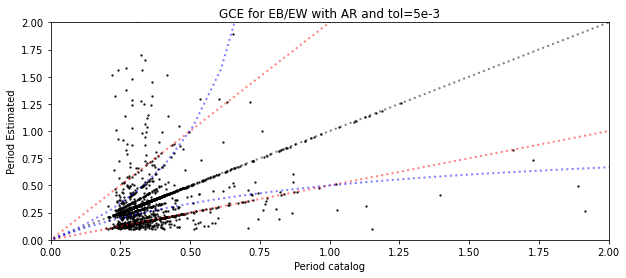 GCE for EB/EW with AR and tol=5e-3
Period Estimated
2.00
1.75
1.50
1.25
1.00
0.75
0.50
0.25
0.00
0.00 0.25 0.50 0.75 1.00 1.25 1.50 1.75 2.00
Period catalog